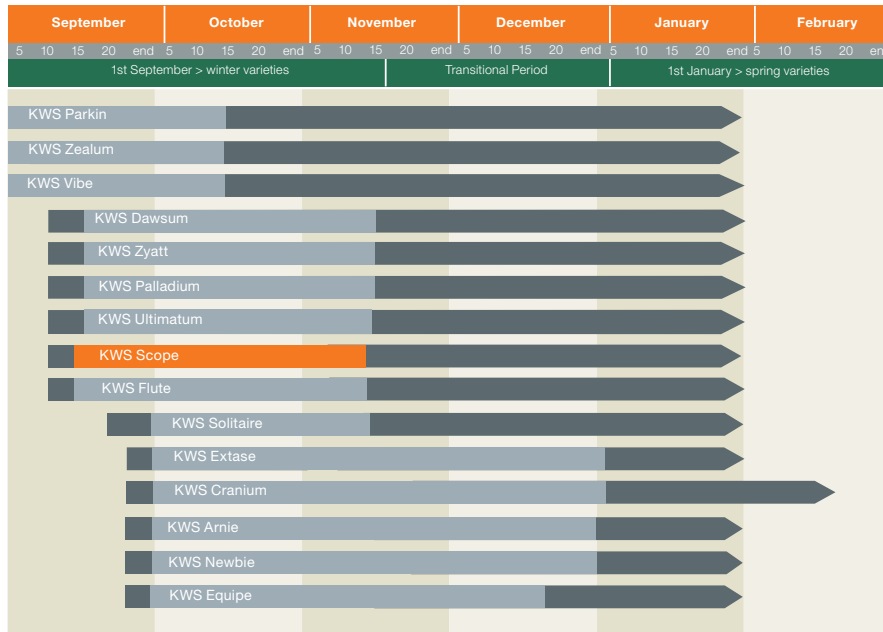 September October November December January February
5 10 15 20 end 5 10 15 20 end 5 10 15 20 end 5 10 15 20 end 5 10 15 20 end 5 10 15 20 end
1st September > winter varieties Transitional Period 1st January > spring varieties
KWS Parkin
KWS Zealum
KWS Vibe
KWS Dawsum
KWS Zyatt
KWS Palladium
KWS Ultimatum
KWS Scope
KWS Flute
KWS Solitaire
KWS Extase
KWS Cranium
KWS Arnie
KWS Newbie
KWS Equipe